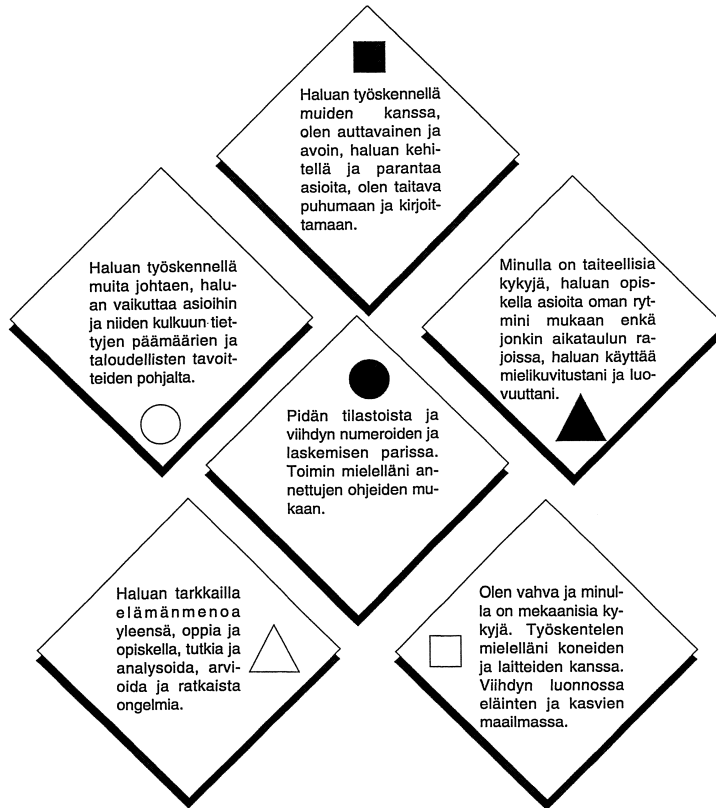 Haluan työskennellä
muiden kanssa,
olen auttavainen ja
avoin, haluan kehi-
tellä ja parantaa
asioita, olen taitava
puhumaan ja kirjoit-
tamaan.
Haluan työskennellä
muita johtaen, halu-
an vaikuttaa asioihin
ja niiden kulkuun tiet-
tyjen päämäärien ja
taloudellisten tavoit-
teiden pohjalta.
Minulla on taiteellisia
kykyjä, haluan opis-
kella asioita oman ryt-
mini mukaan enkä
jonkin aikataulun ra-
joissa, haluan käyttää
mielikuvitustani ja luo-
vuuttani.
Pidän tilastoista ja
viihdyn numeroiden ja
laskemisen parissa.
Toimin mielelläni an-
nettujen ohjeiden mu-
kaan.
Haluan tarkkailla
elämänmenoa
yleensä, oppia ja
opiskella, tutkia ja
analysoida, arvi-
oida ja ratkaista
ongelmia.
Olen vahva ja minul-
la on mekaanisia ky-
kyjä. Työskentelen
mielelläni koneiden
ja laitteiden kanssa.
Viihdyn luonnossa
eläinten ja kasvien
maailmassa.